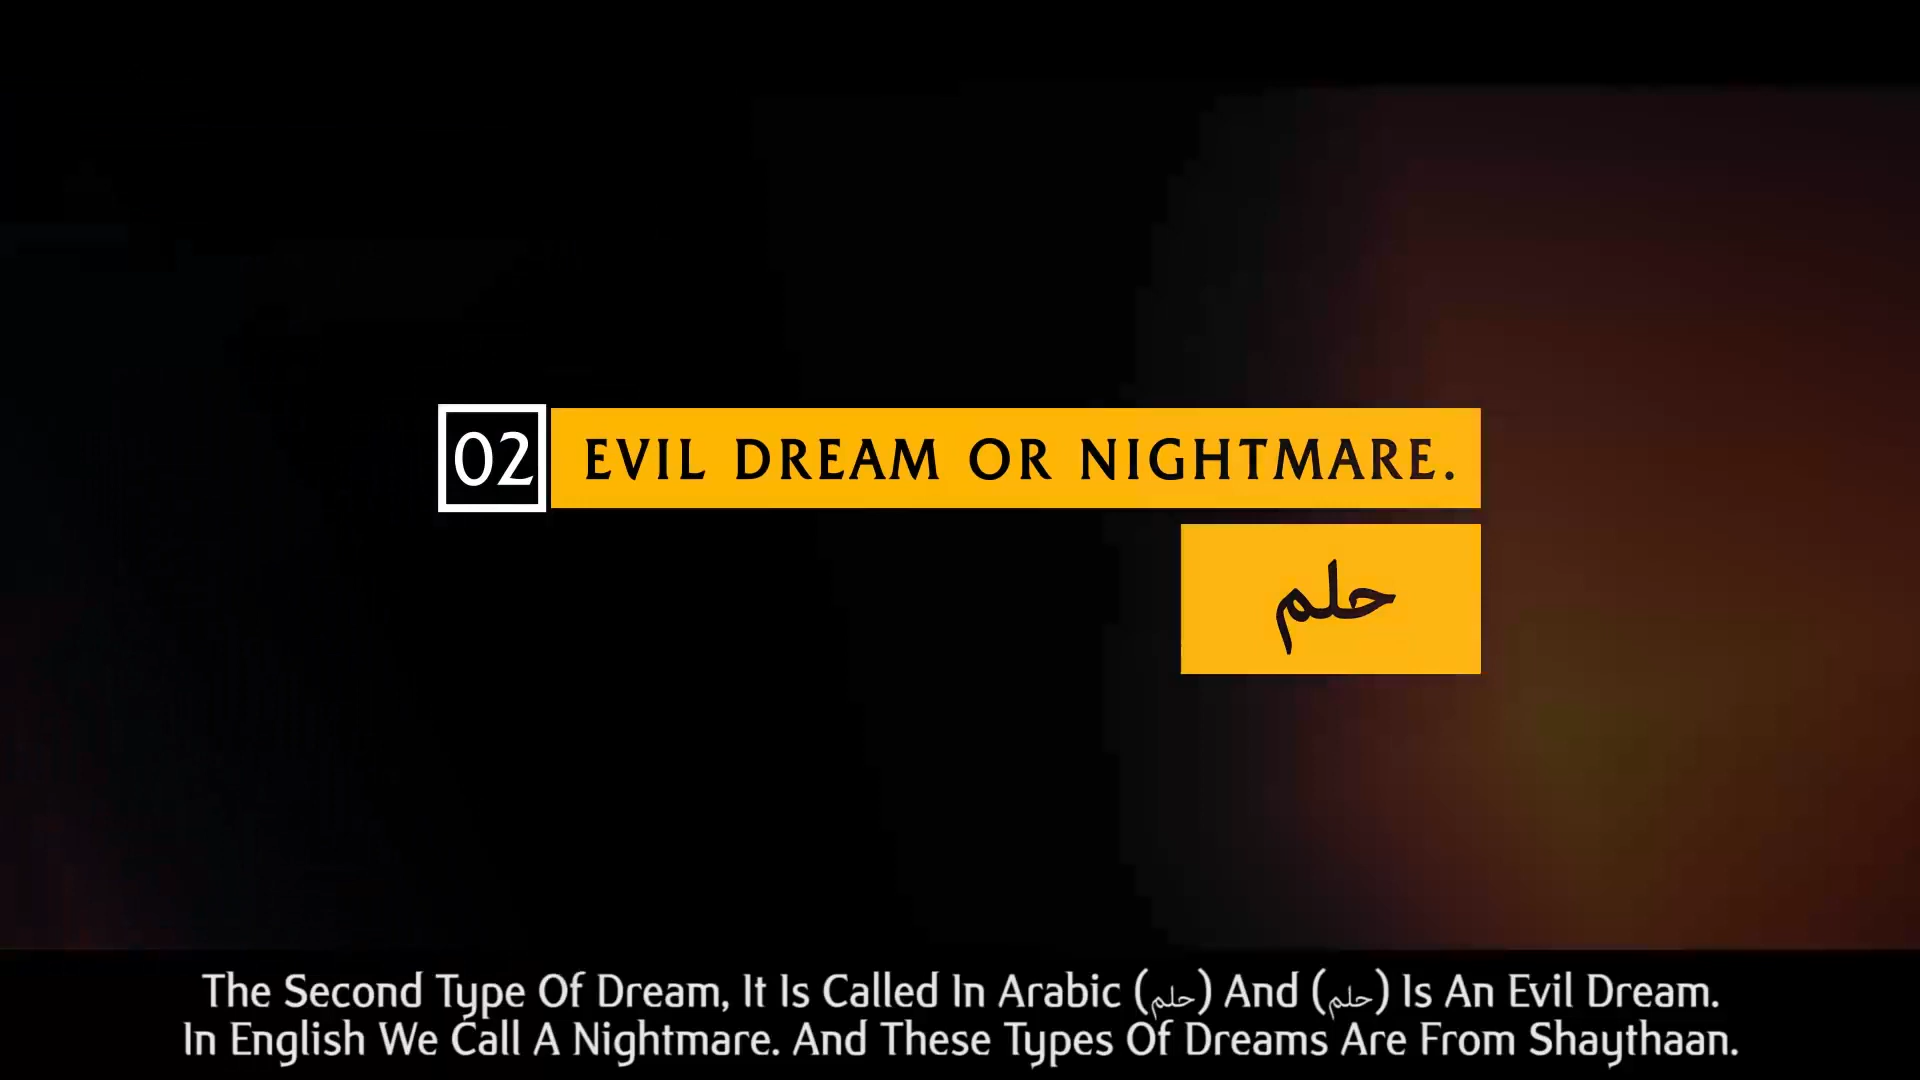 02 EVIL DREAM OR NIGHTMARE.
حلم
The Second Type Of Dream, It Is Called In Arabic (حلم) And (حلم) Is An Evil Dream.
In English We Call A Nightmare. And These Types Of Dreams Are From Shaythaan.